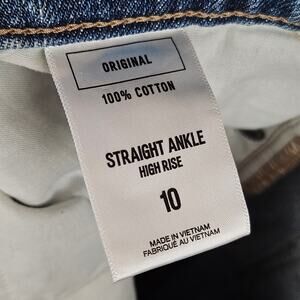 ORIGINAL
100% COTTON
STRAIGHT ANKLE
HIGH RISE
10
MADE IN VIETNAM
FABRIQUÉ AU VIETNAM